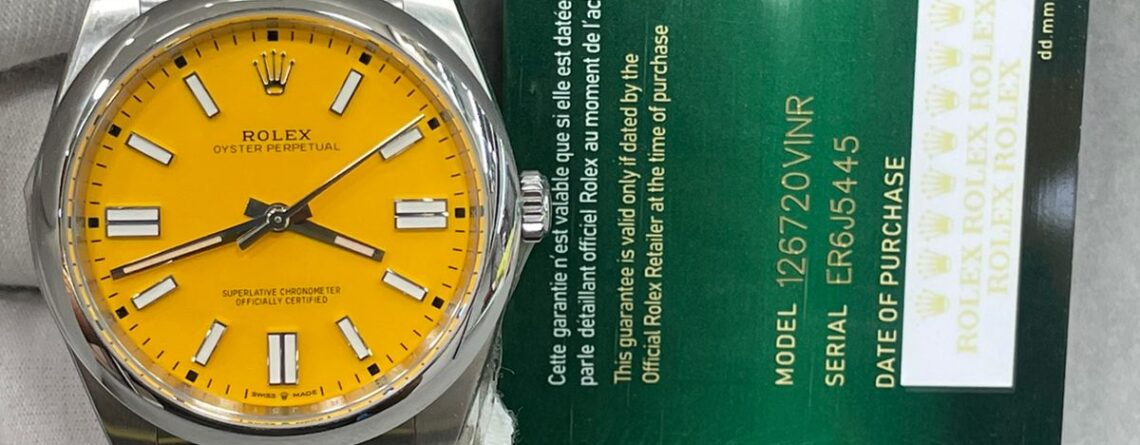 ROLEX
OYSTER PERPETUAL
SUPERLATIVE CHRONOMETER
OFFICIALLY CERTIFIED
SWISS MADE
Cette garantie n'est valable que si elle est datée
par le détaillant officiel Rolex au moment de l'ac
This guarantee is valid only if dated by the
Official Rolex Retailer at the time of purchase
MODEL 126720VINR
SERIAL ER6J5445
DATE OF PURCHASE
ROLEX ROLEX ROLEX
ROLEX ROLEX
dd.mm